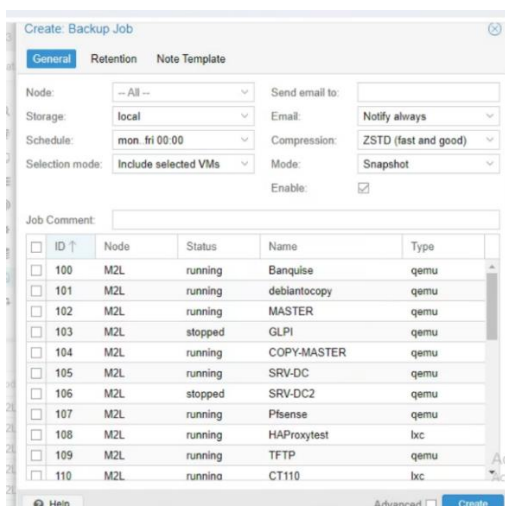 Create: Backup Job
General Retention Note Template
Node: -- All -- Send email to:
Storage: local Email: Notify always
Schedule: mon..fri 00:00 Compression: ZSTD (fast and good)
Selection mode: Include selected VMs Mode: Snapshot
Enable:
Job Comment:
ID ↑ Node Status Name Type
100 M2L running Banquise qemu
101 M2L running debiantocopy qemu
102 M2L running MASTER qemu
103 M2L stopped GLPI qemu
104 M2L running COPY-MASTER qemu
105 M2L running SRV-DC qemu
106 M2L stopped SRV-DC2 qemu
107 M2L running Pfsense qemu
108 M2L running HAProxytest lxc
109 M2L running TFTP qemu
110 M2L running CT110 lxc
Help Advanced Create